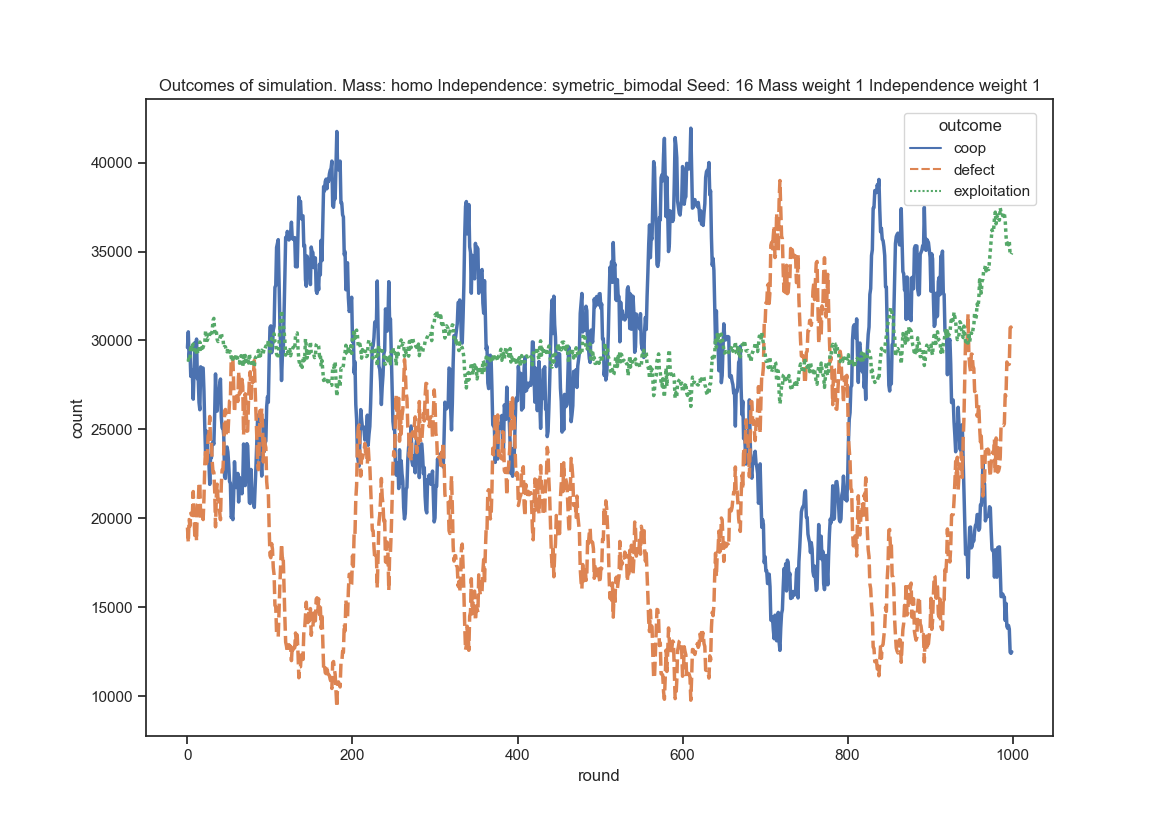 Outcomes of simulation. Mass: homo Independence: symetric_bimodal Seed: 16 Mass weight 1 Independence weight 1
outcome
coop
defect
exploitation
count
40000
35000
30000
25000
20000
15000
10000
0 200 400 600 800 1000
round